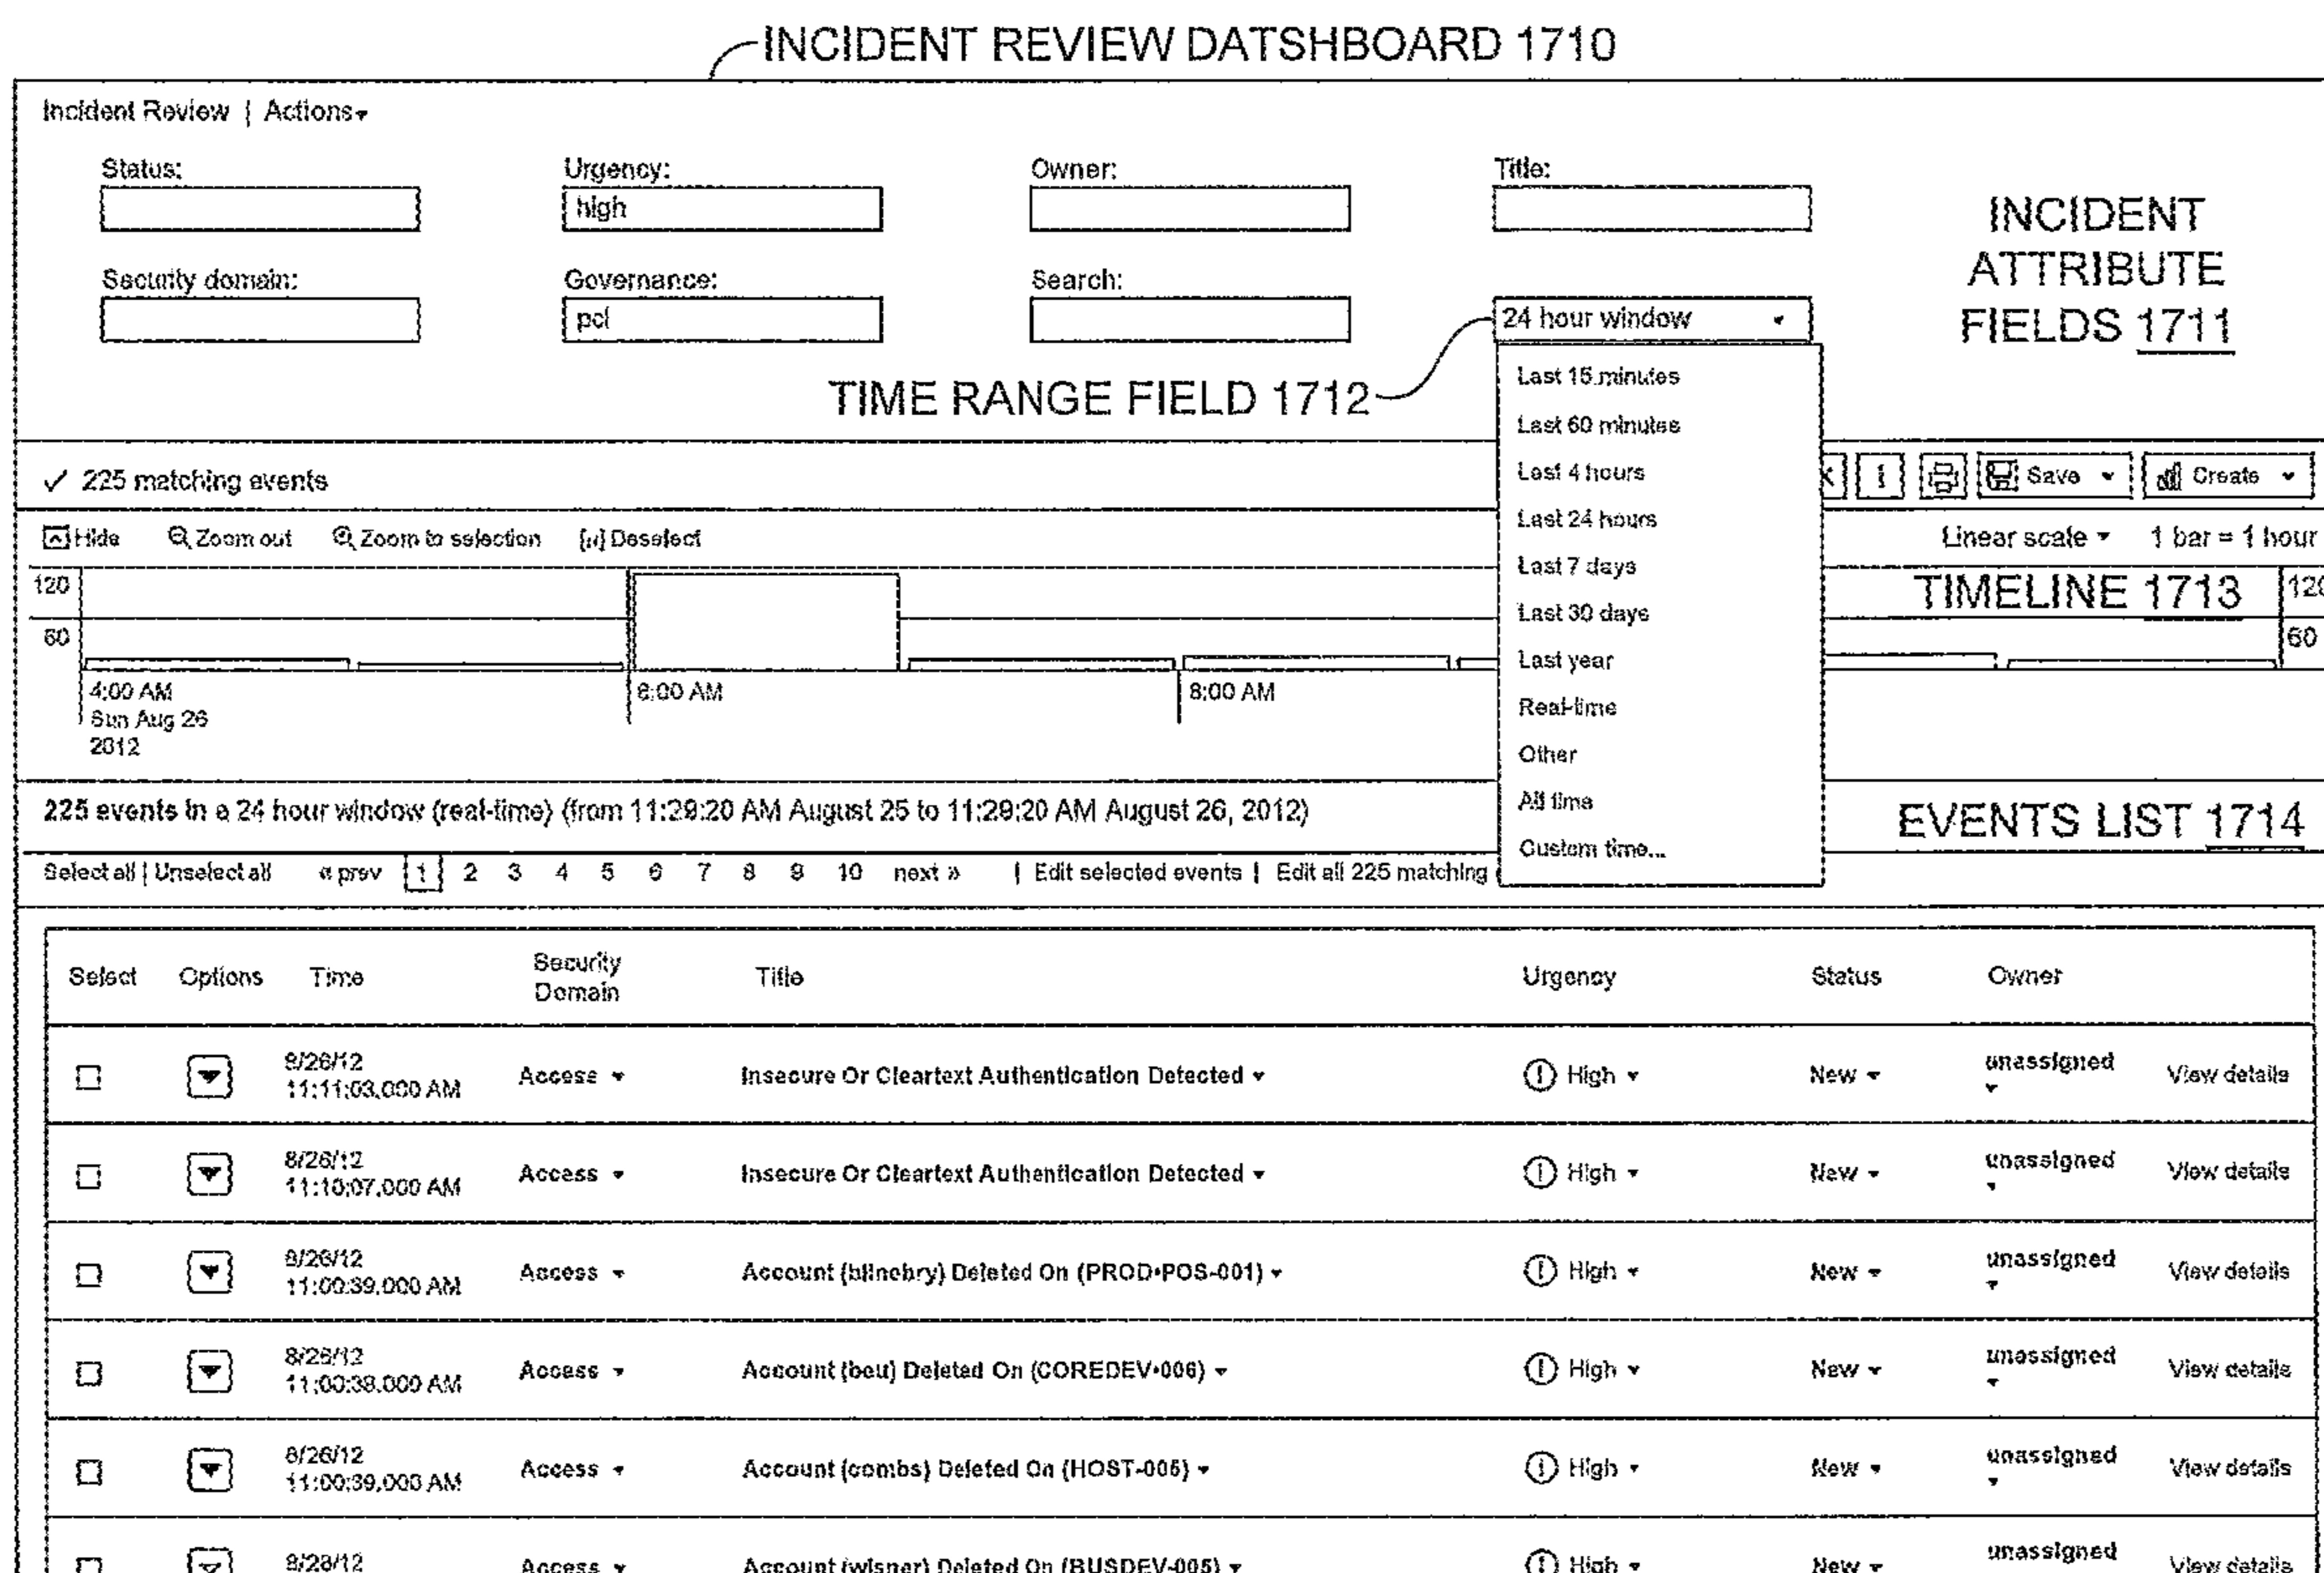 INCIDENT REVIEW DATSHBOARD 1710
Incident Review | Actions
Status: Urgency: Owner: Title:
high
INCIDENT
ATTRIBUTE
FIELDS 1711
Security domain: Governance: Search:
pci 24 hour window
TIME RANGE FIELD 1712
Last 15 minutes
Last 60 minutes
Last 4 hours
Last 24 hours
Last 7 days
Last 30 days
Last year
Real-time
Other
All time
Custom time...
✓ 225 matching events
Save Create
Hide Zoom out Zoom to selection Deselect
Linear scale 1 bar = 1 hour
TIMELINE 1713
120 120
60 60
4:00 AM 6:00 AM 8:00 AM
Sun Aug 26
2012
225 events in a 24 hour window (real-time) (from 11:29:20 AM August 25 to 11:29:20 AM August 26, 2012)
EVENTS LIST 1714
Select all | Unselect all « prev 1 2 3 4 5 6 7 8 9 10 next » | Edit selected events | Edit all 225 matching
Select Options Time Security Domain Title Urgency Status Owner
8/26/12
11:11:03.000 AM Access Insecure Or Cleartext Authentication Detected High New unassigned View details
8/26/12
11:10:07.000 AM Access Insecure Or Cleartext Authentication Detected High New unassigned View details
8/26/12
11:00:39.000 AM Access Account (blinebry) Deleted On (PROD-POS-001) High New unassigned View details
8/26/12
11:00:39.000 AM Access Account (beu) Deleted On (COREDEV-006) High New unassigned View details
8/26/12
11:00:39.000 AM Access Account (combs) Deleted On (HOST-005) High New unassigned View details
8/26/12
Access Account (wisner) Deleted On (BUSDEV-005) High New unassigned View details